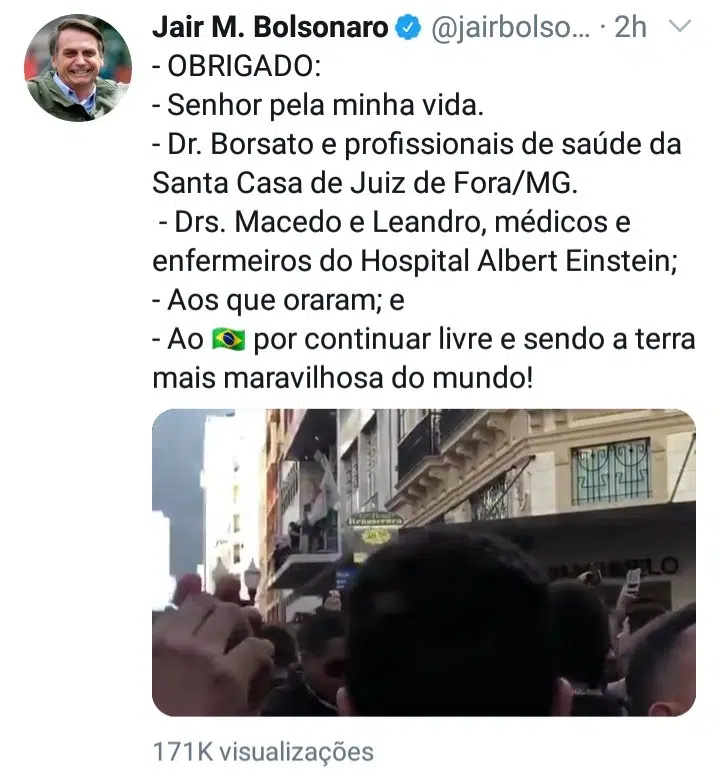 Jair M. Bolsonaro @jairbolso... · 2h
- OBRIGADO:
- Senhor pela minha vida.
- Dr. Borsato e profissionais de saúde da
Santa Casa de Juiz de Fora/MG.
- Drs. Macedo e Leandro, médicos e
enfermeiros do Hospital Albert Einstein;
- Aos que oraram; e
- Ao 🇧🇷 por continuar livre e sendo a terra
mais maravilhosa do mundo!
171K visualizações